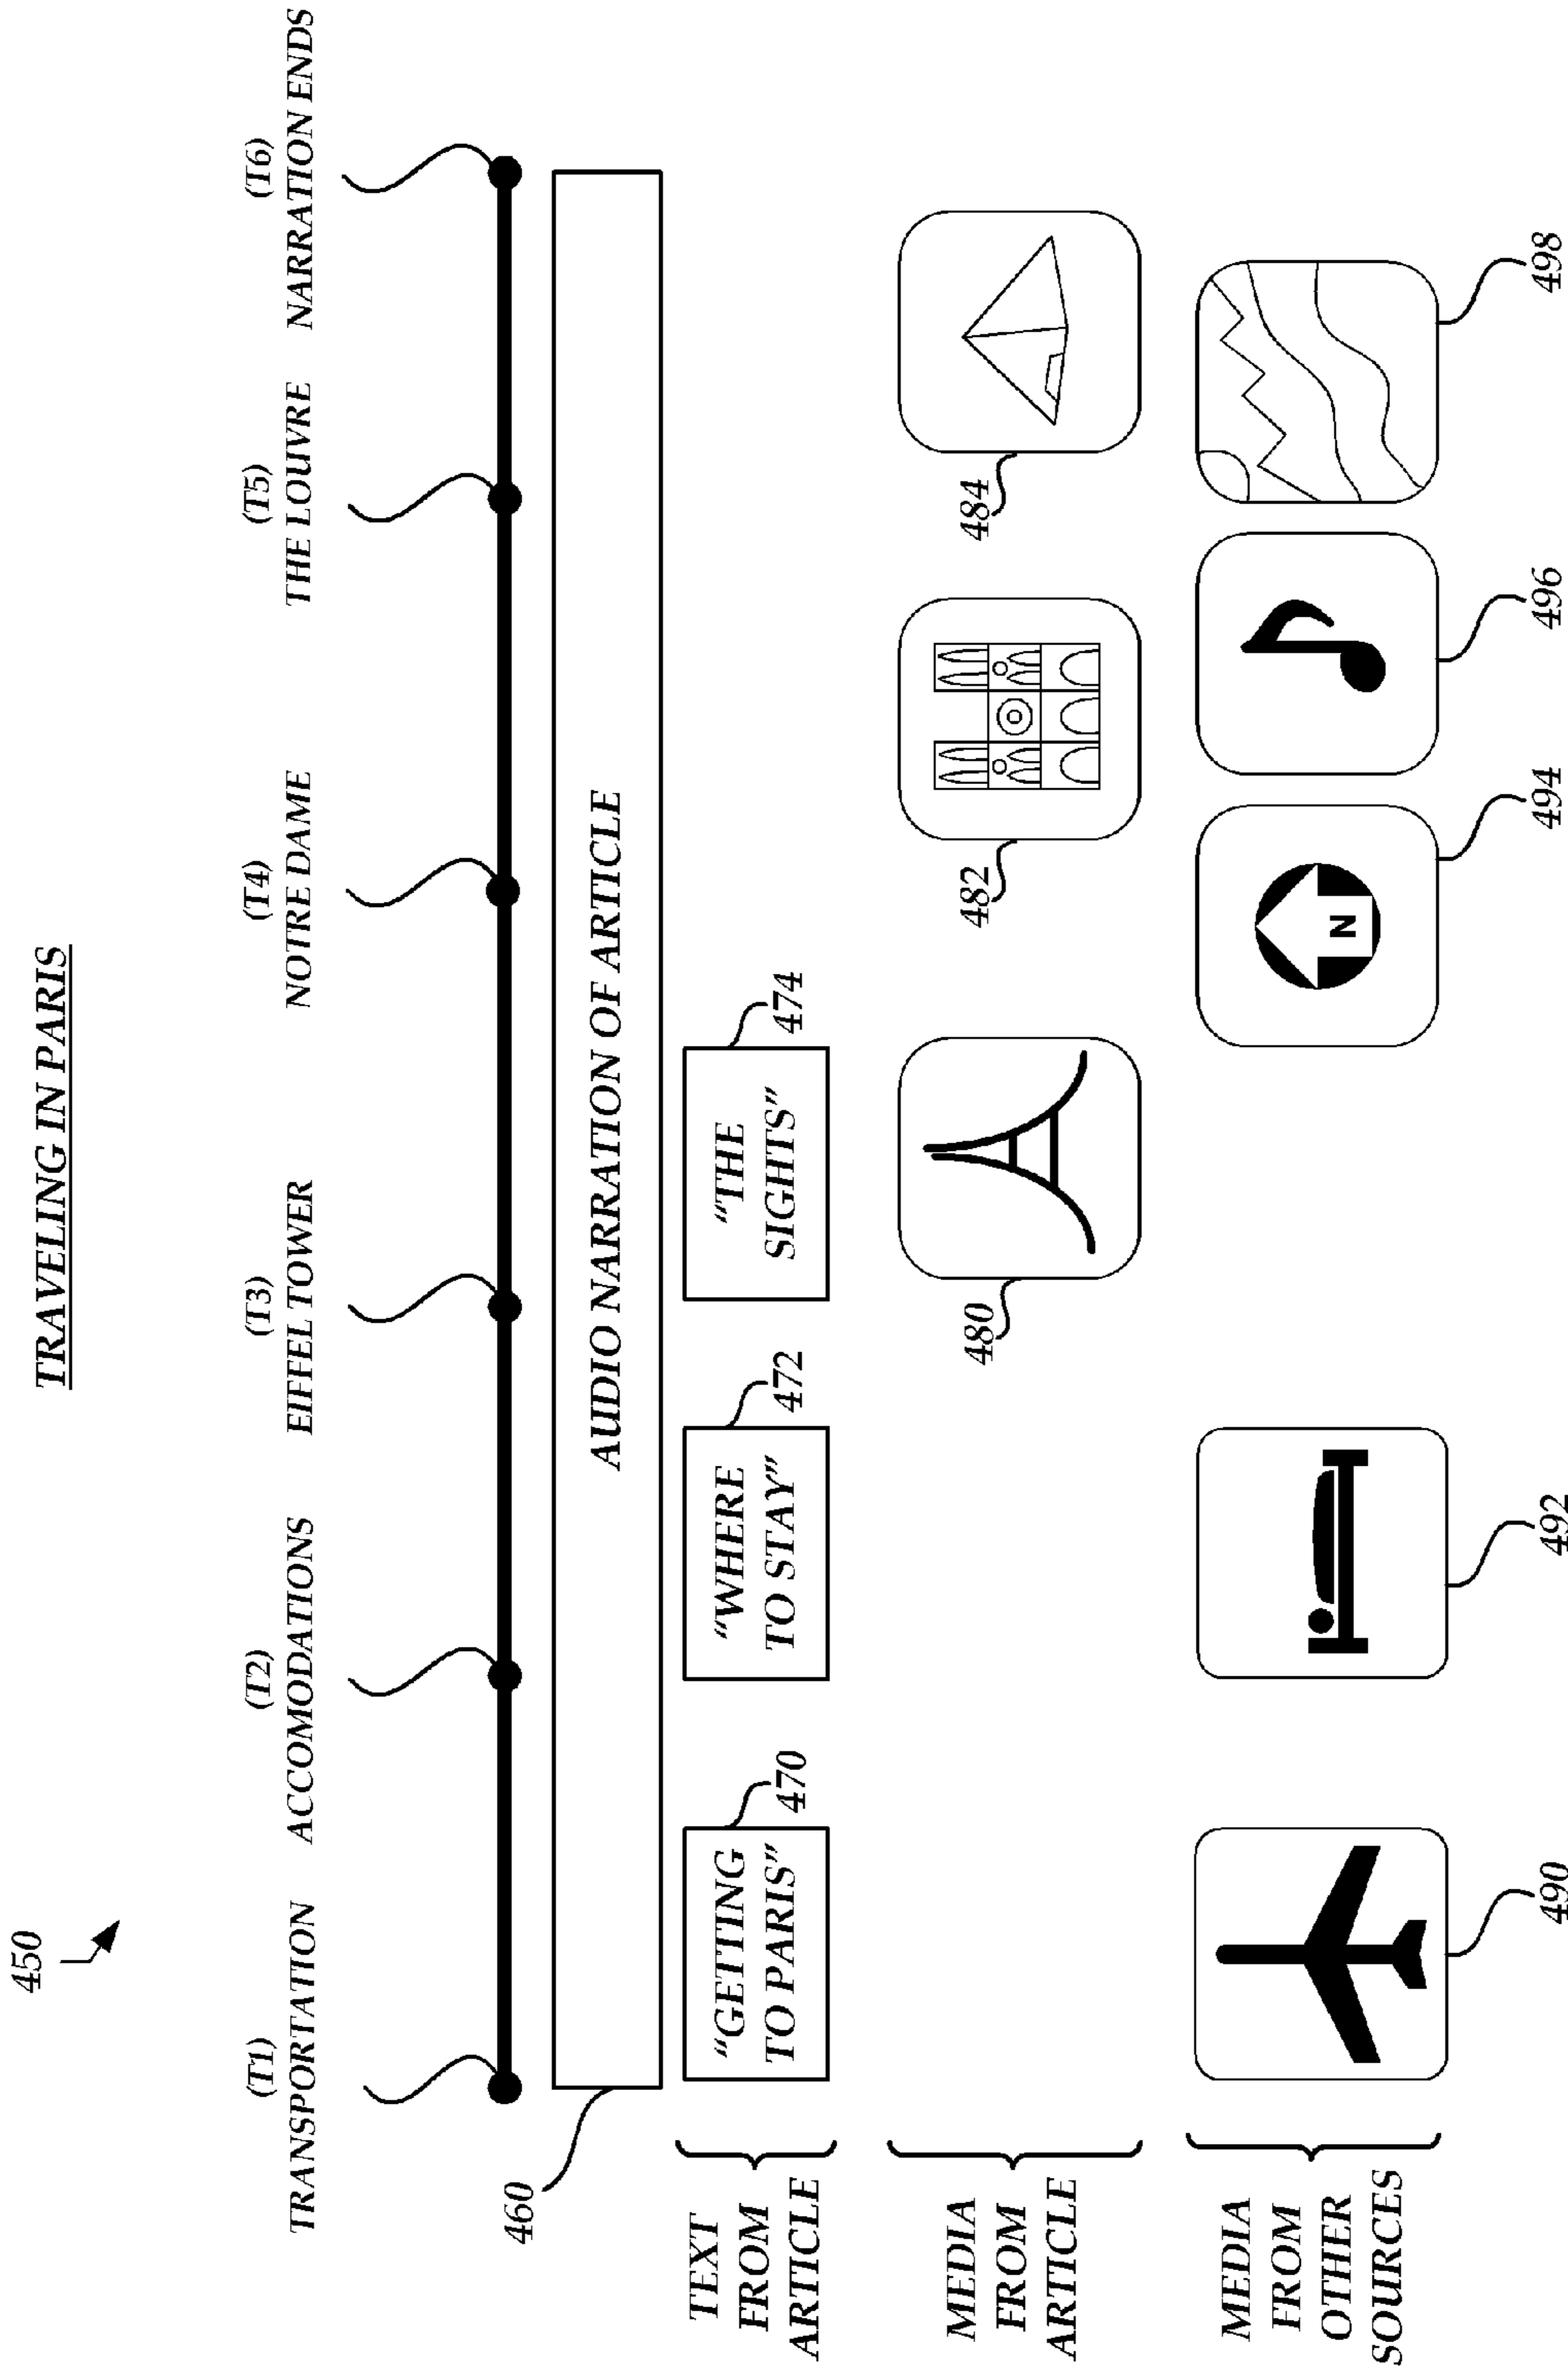 450
TRAVELING IN PARIS
(T1)
TRANSPORTATION
(T2)
ACCOMODATIONS
(T3)
EIFFEL TOWER
(T4)
NOTRE DAME
(T5)
THE LOUVRE
(T6)
NARRATION ENDS
460
AUDIO NARRATION OF ARTICLE
TEXT
FROM
ARTICLE
“GETTING
TO PARIS”
470
“WHERE
TO STAY”
472
“THE
SIGHTS”
474
MEDIA
FROM
ARTICLE
480
482
484
MEDIA
FROM
OTHER
SOURCES
N
490
492
494
496
498